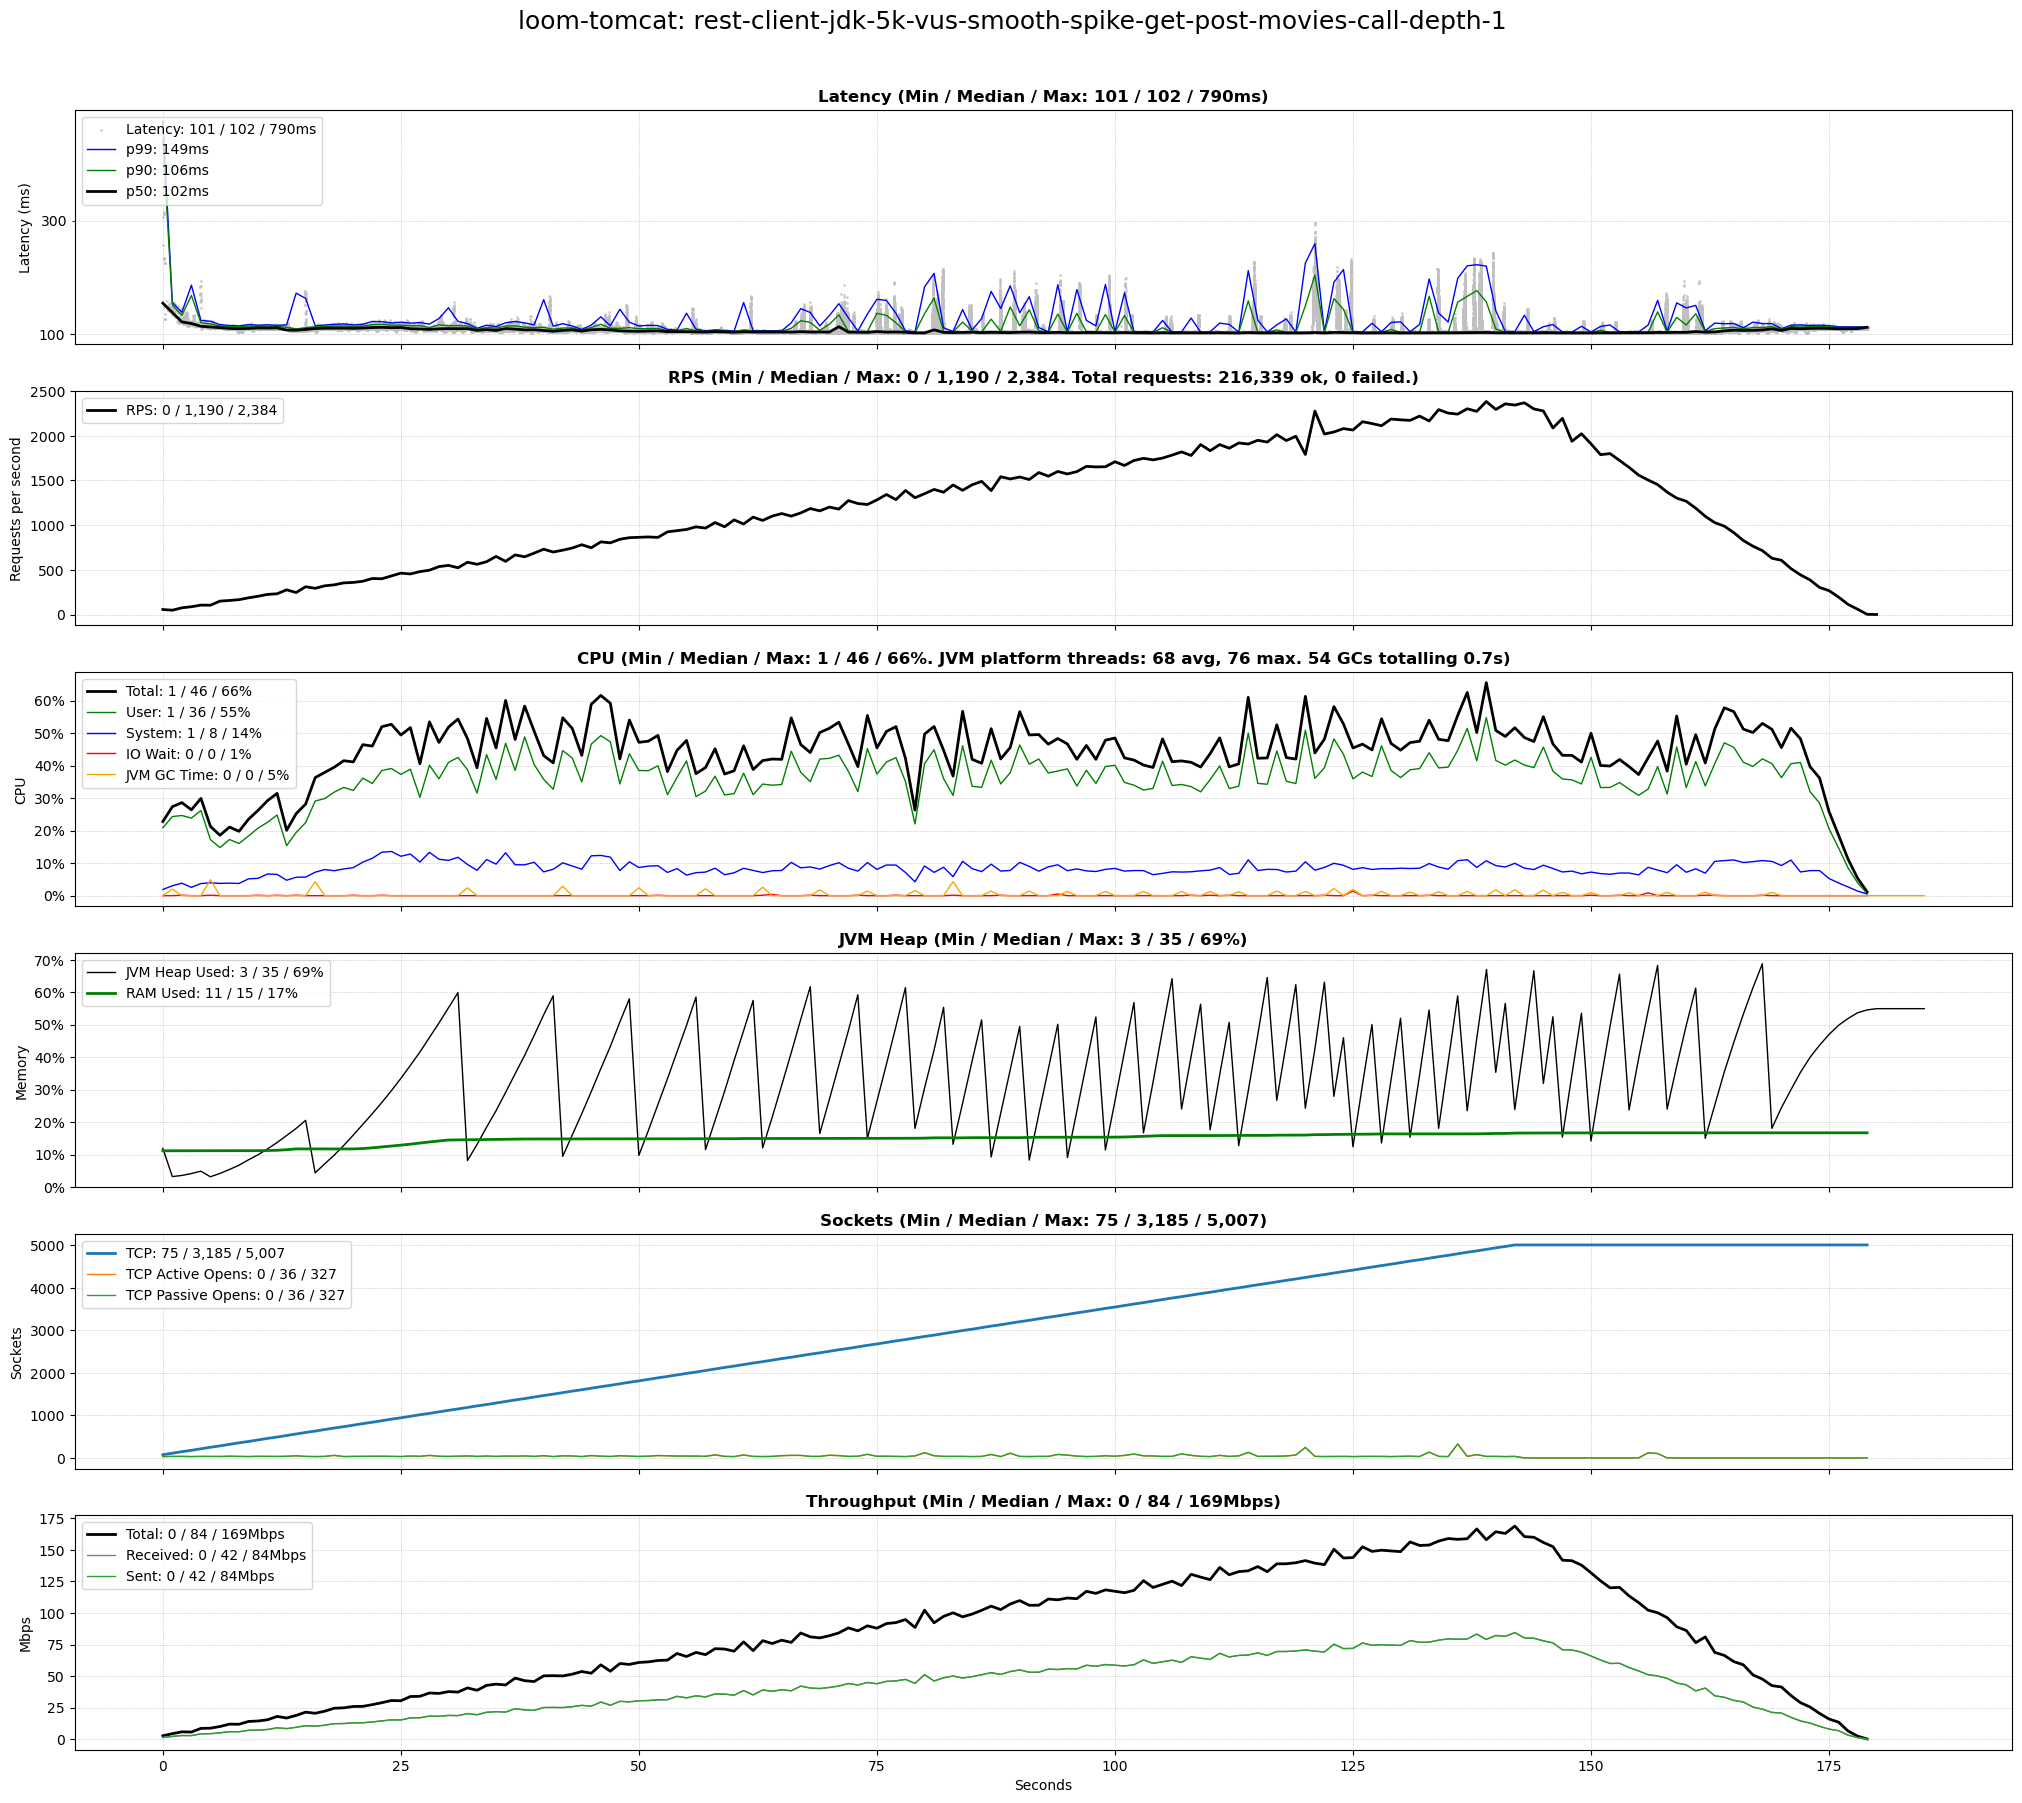 loom-tomcat: rest-client-jdk-5k-vus-smooth-spike-get-post-movies-call-depth-1
Latency (Min / Median / Max: 101 / 102 / 790ms)
Latency: 101 / 102 / 790ms
p99: 149ms
p90: 106ms
p50: 102ms
Latency (ms)
300
100
RPS (Min / Median / Max: 0 / 1,190 / 2,384. Total requests: 216,339 ok, 0 failed.)
RPS: 0 / 1,190 / 2,384
Requests per second
2500
2000
1500
1000
500
0
CPU (Min / Median / Max: 1 / 46 / 66%. JVM platform threads: 68 avg, 76 max. 54 GCs totalling 0.7s)
Total: 1 / 46 / 66%
User: 1 / 36 / 55%
System: 1 / 8 / 14%
IO Wait: 0 / 0 / 1%
JVM GC Time: 0 / 0 / 5%
CPU
60%
50%
40%
30%
20%
10%
0%
JVM Heap (Min / Median / Max: 3 / 35 / 69%)
JVM Heap Used: 3 / 35 / 69%
RAM Used: 11 / 15 / 17%
Memory
70%
60%
50%
40%
30%
20%
10%
0%
Sockets (Min / Median / Max: 75 / 3,185 / 5,007)
TCP: 75 / 3,185 / 5,007
TCP Active Opens: 0 / 36 / 327
TCP Passive Opens: 0 / 36 / 327
Sockets
5000
4000
3000
2000
1000
0
Throughput (Min / Median / Max: 0 / 84 / 169Mbps)
Total: 0 / 84 / 169Mbps
Received: 0 / 42 / 84Mbps
Sent: 0 / 42 / 84Mbps
Mbps
175
150
125
100
75
50
25
0
0 25 50 75 100 125 150 175
Seconds